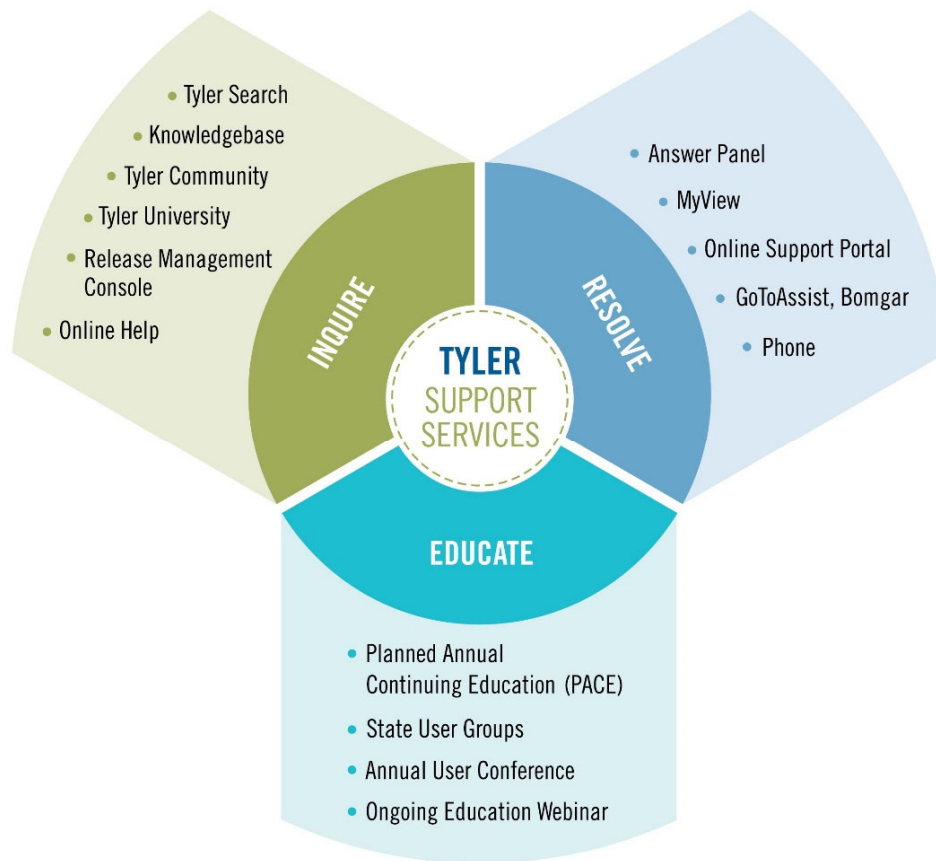 • Tyler Search
• Knowledgebase
• Tyler Community
• Tyler University
• Release Management
Console
• Online Help
INQUIRE
• Answer Panel
• MyView
• Online Support Portal
• GoToAssist, Bomgar
• Phone
RESOLVE
TYLER
SUPPORT
SERVICES
EDUCATE
• Planned Annual
Continuing Education (PACE)
• State User Groups
• Annual User Conference
• Ongoing Education Webinar